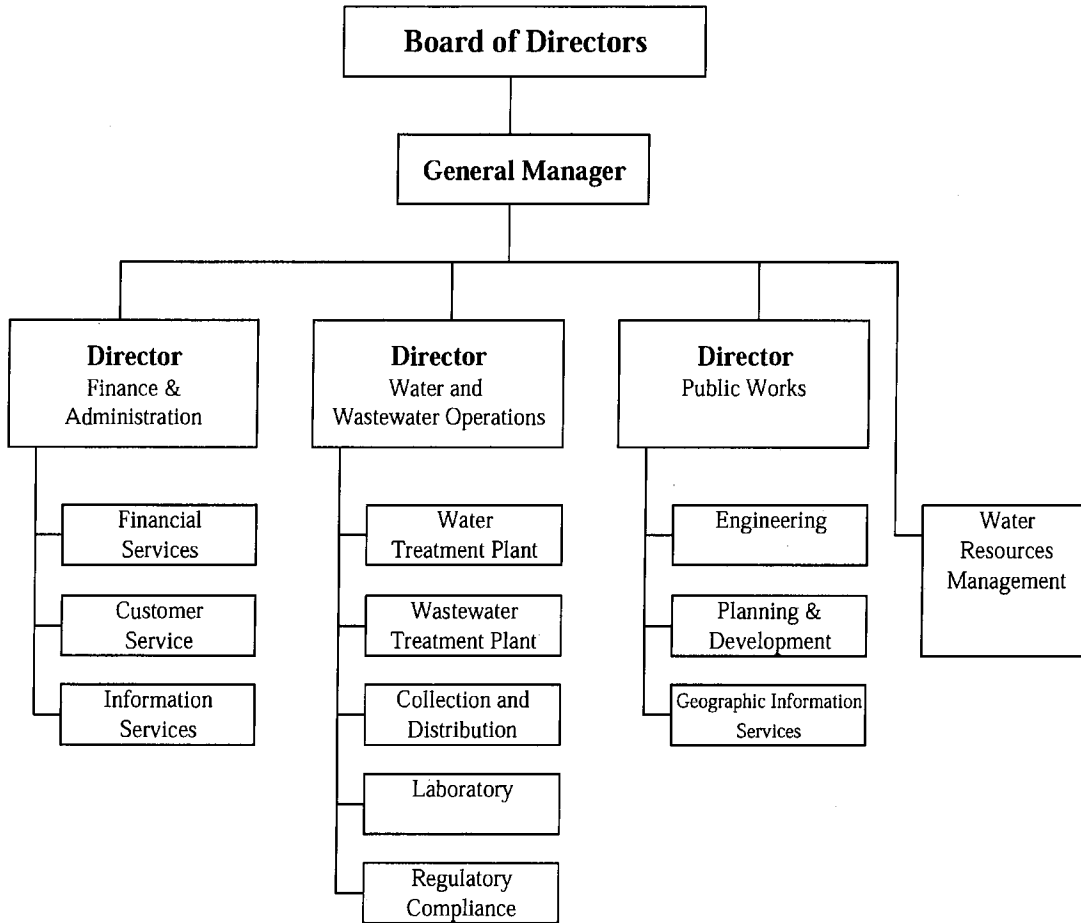 Board of Directors
General Manager
Director
Finance &
Administration
Financial
Services
Customer
Service
Information
Services
Director
Water and
Wastewater Operations
Water
Treatment Plant
Wastewater
Treatment Plant
Collection and
Distribution
Laboratory
Regulatory
Compliance
Director
Public Works
Engineering
Planning &
Development
Geographic Information
Services
Water
Resources
Management